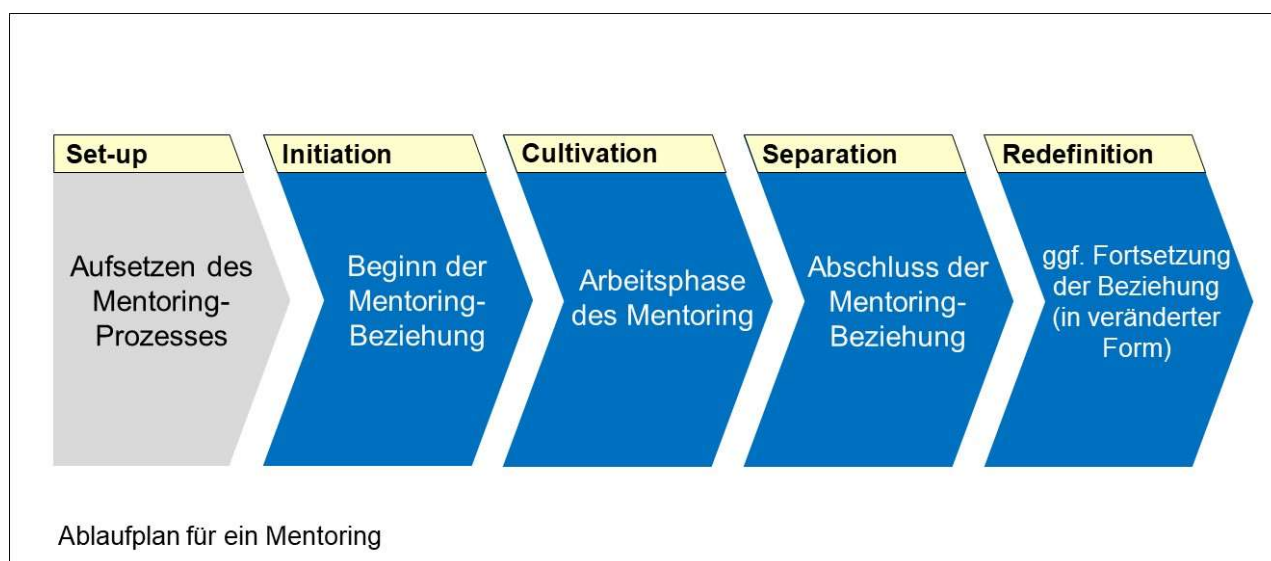 Set-up
Aufsetzen des
Mentoring-
Prozesses
Initiation
Beginn der
Mentoring-
Beziehung
Cultivation
Arbeitsphase
des Mentoring
Separation
Abschluss der
Mentoring-
Beziehung
Redefinition
ggf. Fortsetzung
der Beziehung
(in veränderter
Form)
Ablaufplan für ein Mentoring